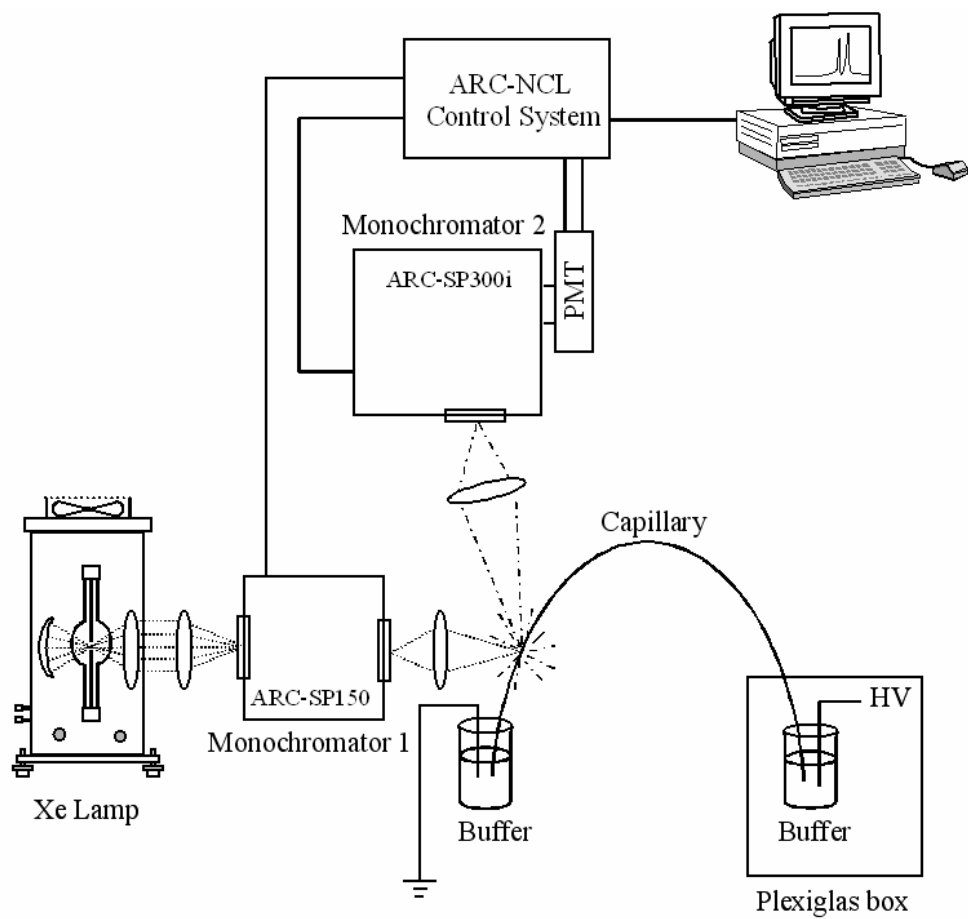 ARC-NCL
Control System
Monochromator 2
ARC-SP300i
PMT
Capillary
ARC-SP150
Monochromator 1
HV
Xe Lamp
Buffer
Buffer
Plexiglas box